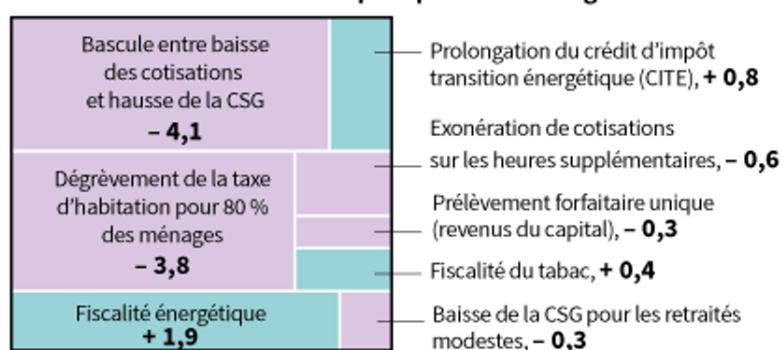 Bascule entre baisse
des cotisations
et hausse de la CSG
– 4,1
Prolongation du crédit d’impôt
transition énergétique (CITE), + 0,8
Exonération de cotisations
sur les heures supplémentaires, – 0,6
Dégrèvement de la taxe
d’habitation pour 80 %
des ménages
– 3,8
Prélèvement forfaitaire unique
(revenus du capital), – 0,3
Fiscalité du tabac, + 0,4
Fiscalité énergétique
+ 1,9
Baisse de la CSG pour les retraités
modestes, – 0,3